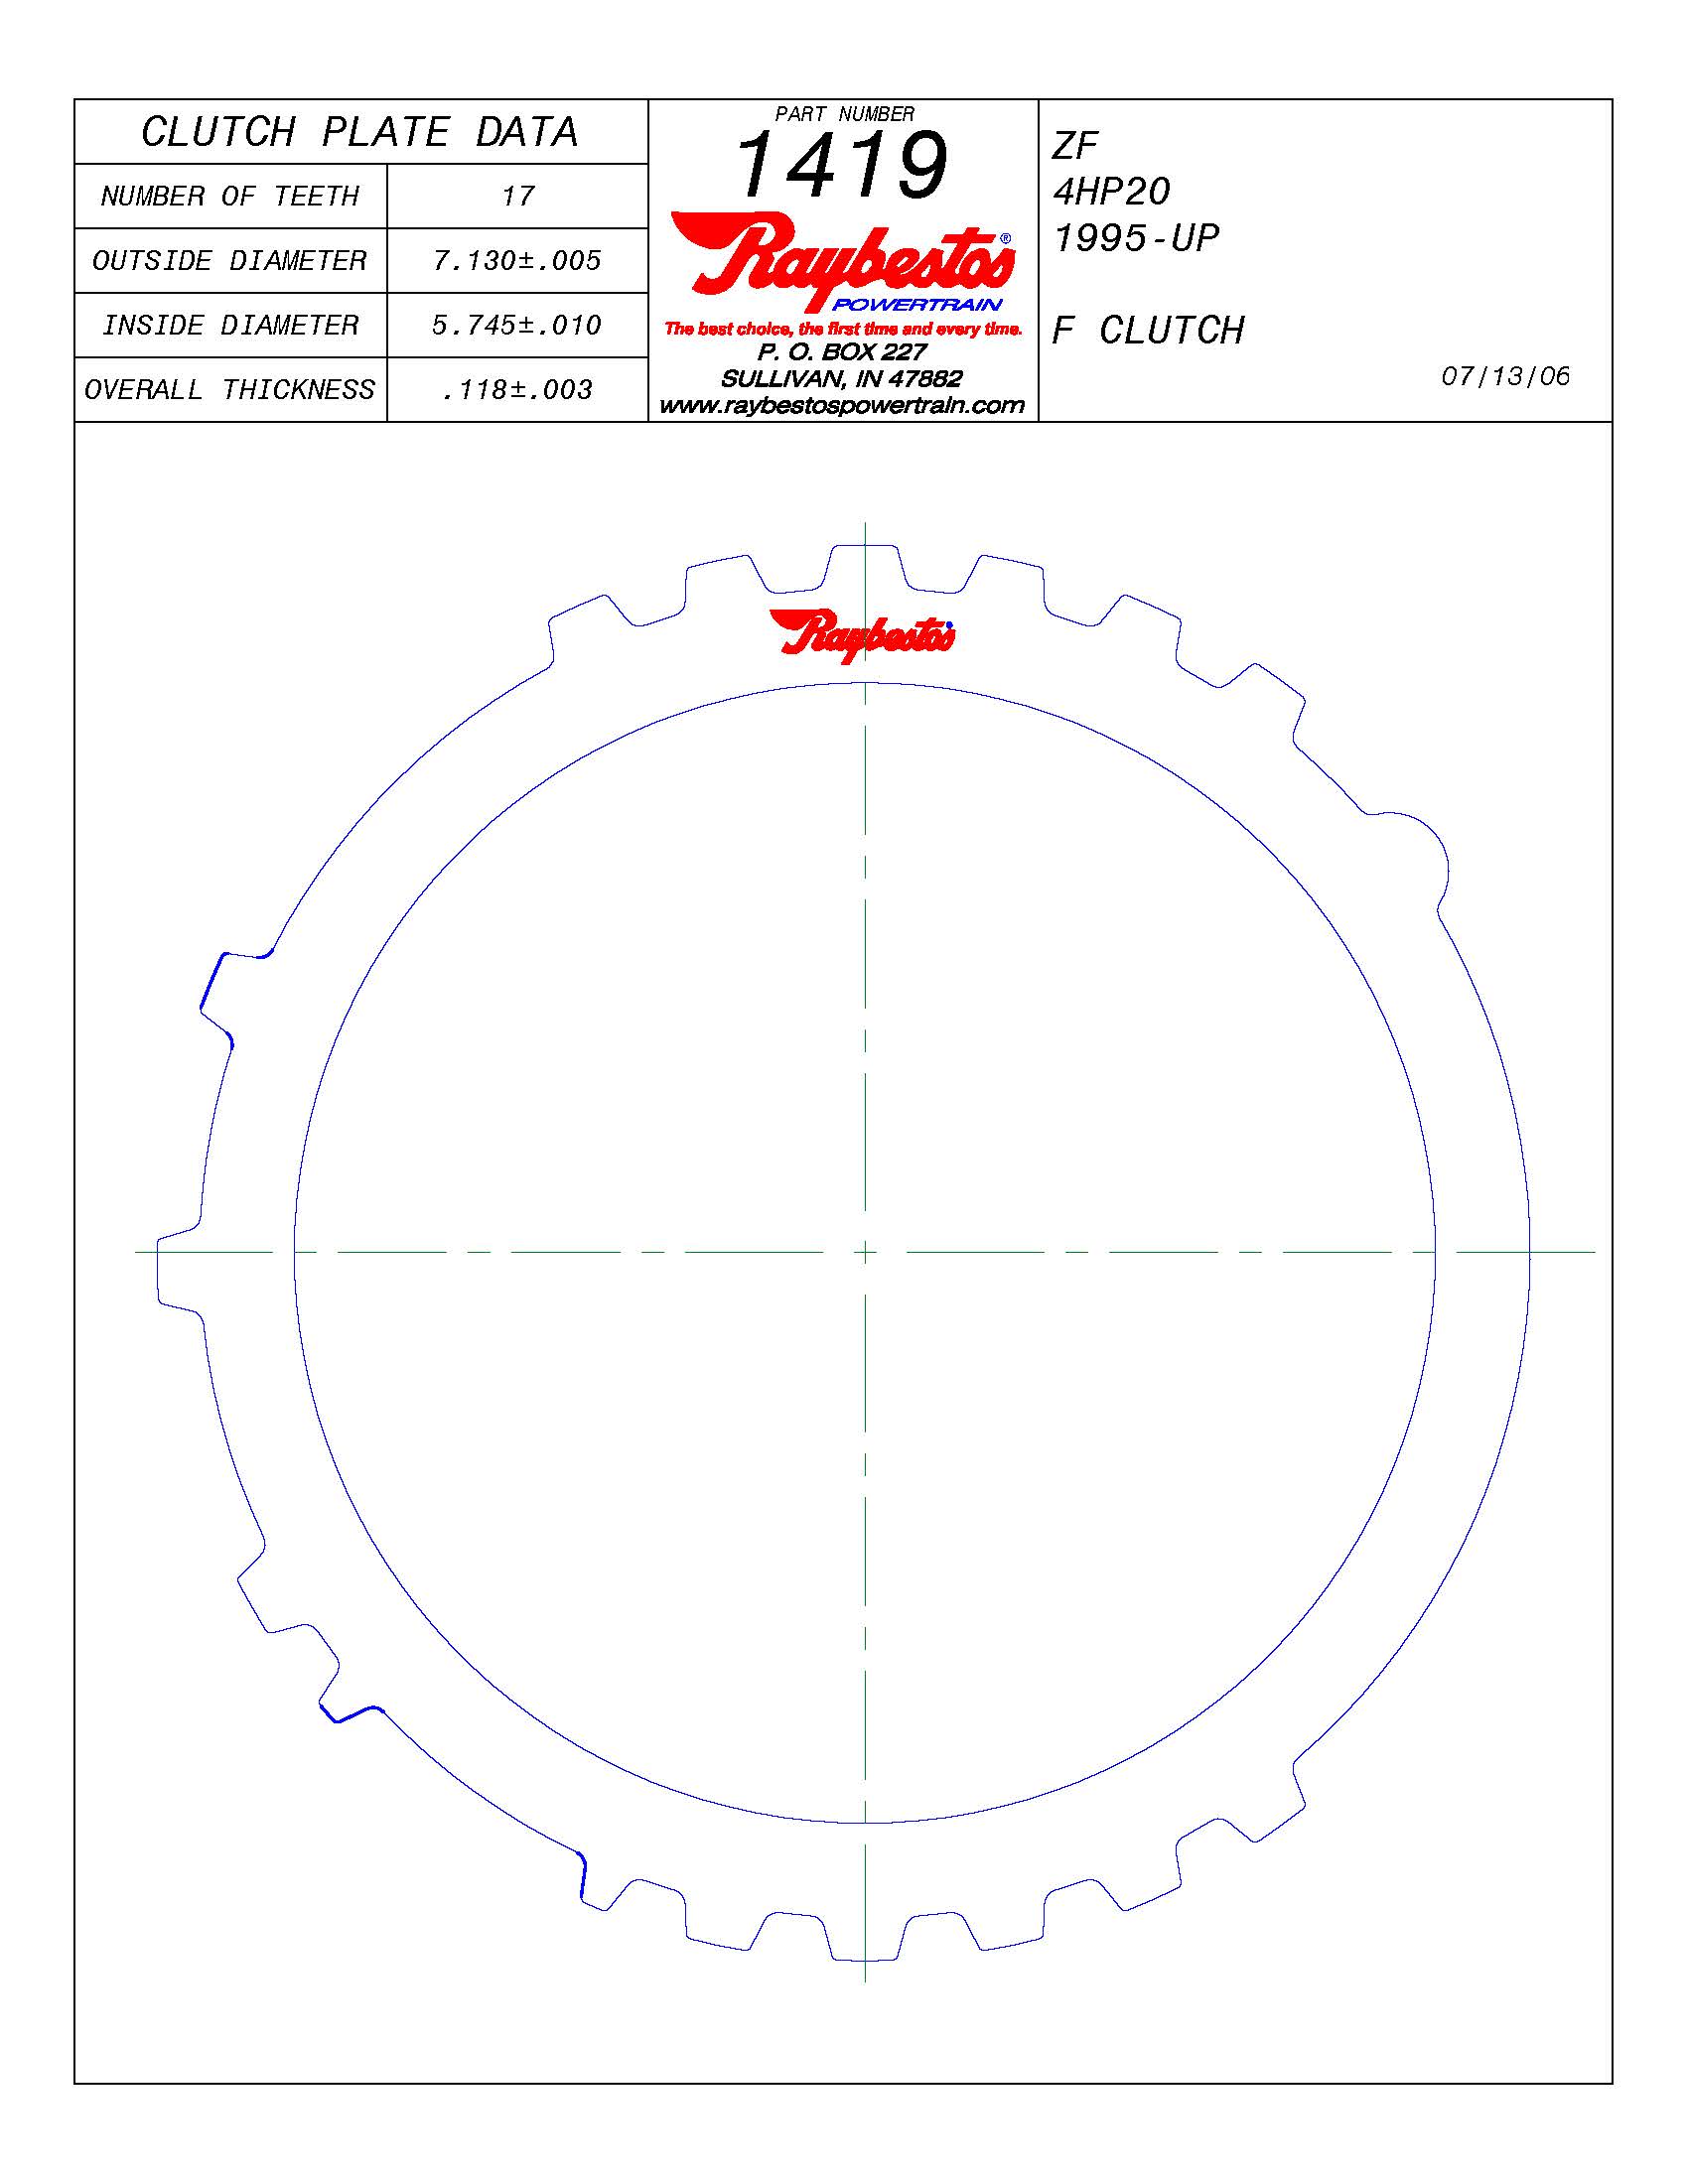 CLUTCH PLATE DATA
NUMBER OF TEETH 17
OUTSIDE DIAMETER 7.130±.005
INSIDE DIAMETER 5.745±.010
OVERALL THICKNESS .118±.003
PART NUMBER
1419
Raybestos®
POWERTRAIN
The best choice, the first time and every time.
P. O. BOX 227
SULLIVAN, IN 47882
www.raybestospowertrain.com
ZF
4HP20
1995-UP
F CLUTCH
07/13/06
Raybestos